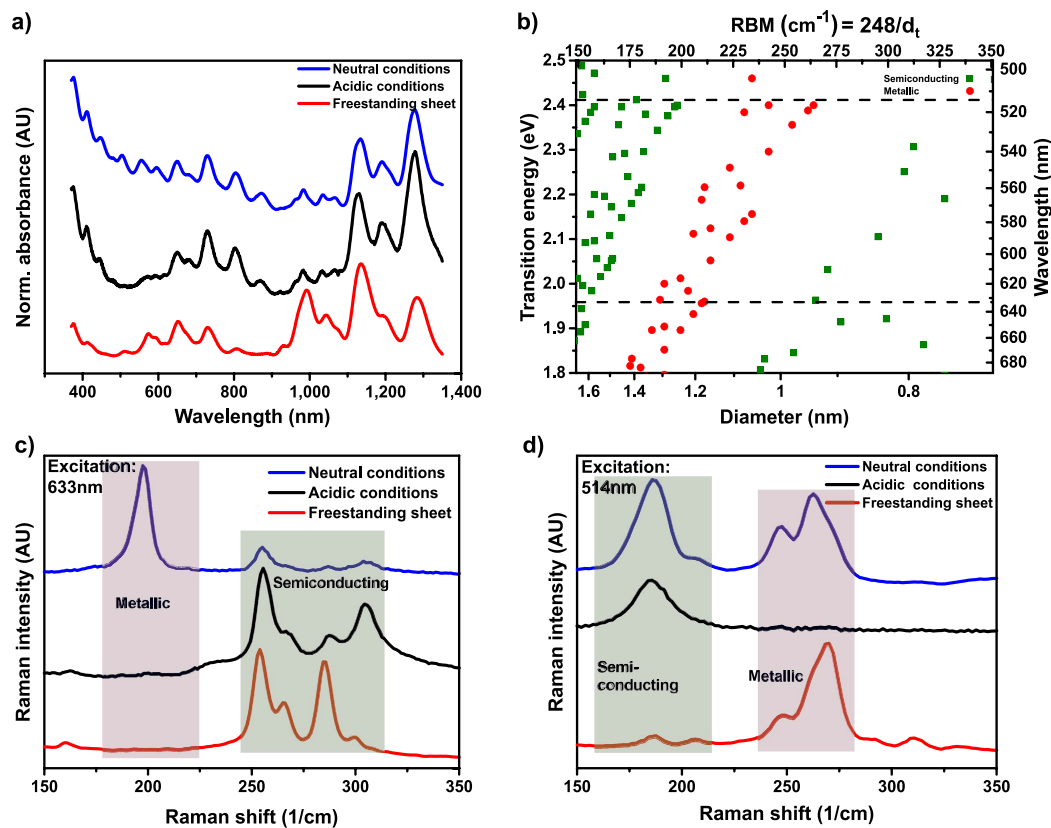 a)
Neutral conditions
Acidic conditions
Freestanding sheet
Norm. absorbance (AU)
400 600 800 1,000 1,200 1,400
Wavelength (nm)
b)
RBM (cm⁻¹) = 248/dₜ
150 175 200 225 250 275 300 325 350
Semiconducting
Metallic
Transition energy (eV)
2.5
2.4
2.3
2.2
2.1
2.0
1.9
1.8
Wavelength (nm)
500
520
540
560
580
600
620
650
680
1.6 1.4 1.2 1 0.8
Diameter (nm)
c)
Excitation:
633nm
Neutral conditions
Acidic conditions
Freestanding sheet
Metallic
Semiconducting
Raman intensity (AU)
150 200 250 300 350
Raman shift (1/cm)
d)
Excitation:
514nm
Neutral conditions
Acidic conditions
Freestanding sheet
Semi-
conducting
Metallic
Raman intensity (AU)
150 200 250 300 350
Raman shift (1/cm)